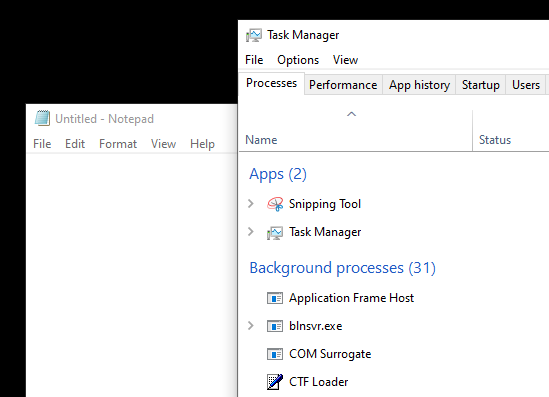 Task Manager
File Options View
Processes Performance App history Startup Users
Untitled - Notepad
File Edit Format View Help
Name Status
Apps (2)
Snipping Tool
Task Manager
Background processes (31)
Application Frame Host
blnsvr.exe
COM Surrogate
CTF Loader